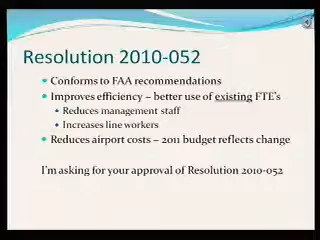 Resolution 2010-052
Conforms to FAA recommendations
Improves efficiency – better use of existing FTE's
Reduces management staff
Increases line workers
Reduces airport costs – 2011 budget reflects change
I'm asking for your approval of Resolution 2010-052